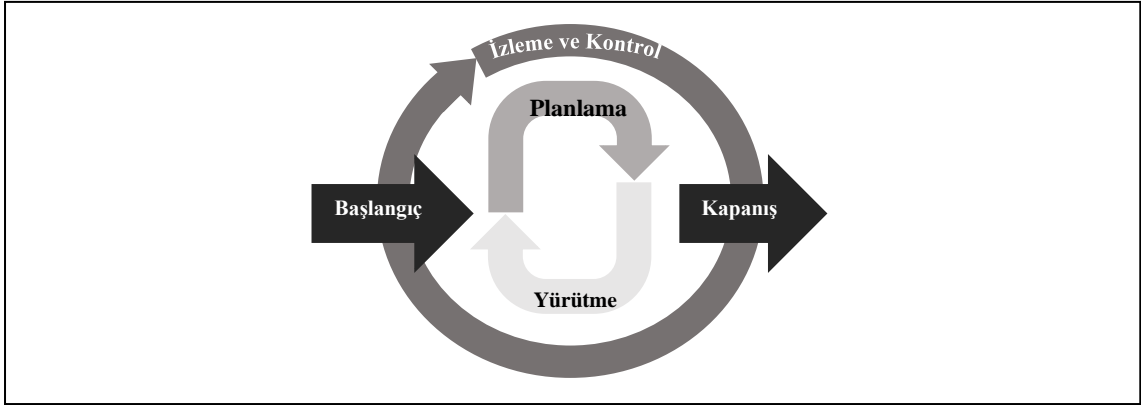 İzleme ve Kontrol
Planlama
Başlangıç
Kapanış
Yürütme